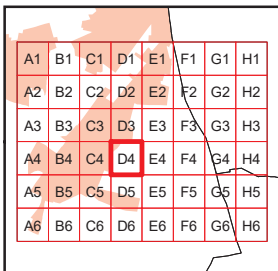 A1 B1 C1 D1 E1 F1 G1 H1
A2 B2 C2 D2 E2 F2 G2 H2
A3 B3 C3 D3 E3 F3 G3 H3
A4 B4 C4 D4 E4 F4 G4 H4
A5 B5 C5 D5 E5 F5 G5 H5
A6 B6 C6 D6 E6 F6 G6 H6